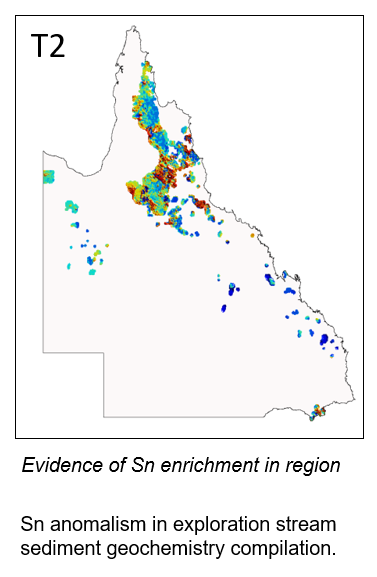 T2
Evidence of Sn enrichment in region
Sn anomalism in exploration stream
sediment geochemistry compilation.